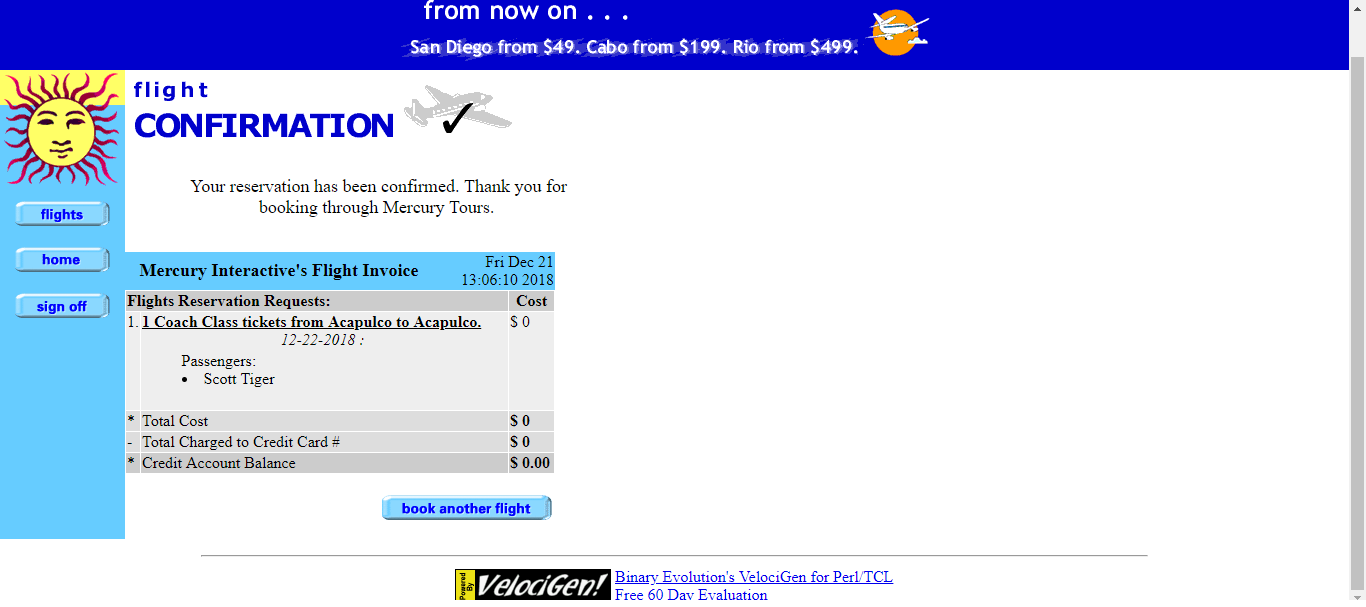 from now on . . .
San Diego from $49. Cabo from $199. Rio from $499.
flight
CONFIRMATION
flights
home
sign off
Your reservation has been confirmed. Thank you for
booking through Mercury Tours.
Mercury Interactive's Flight Invoice
Fri Dec 21
13:06:10 2018
Flights Reservation Requests: Cost
1. 1 Coach Class tickets from Acapulco to Acapulco. $ 0
12-22-2018 :
Passengers:
• Scott Tiger
* Total Cost $ 0
- Total Charged to Credit Card # $ 0
* Credit Account Balance $ 0.00
book another flight
Powered By
VelociGen!
Binary Evolution's VelociGen for Perl/TCL
Free 60 Day Evaluation